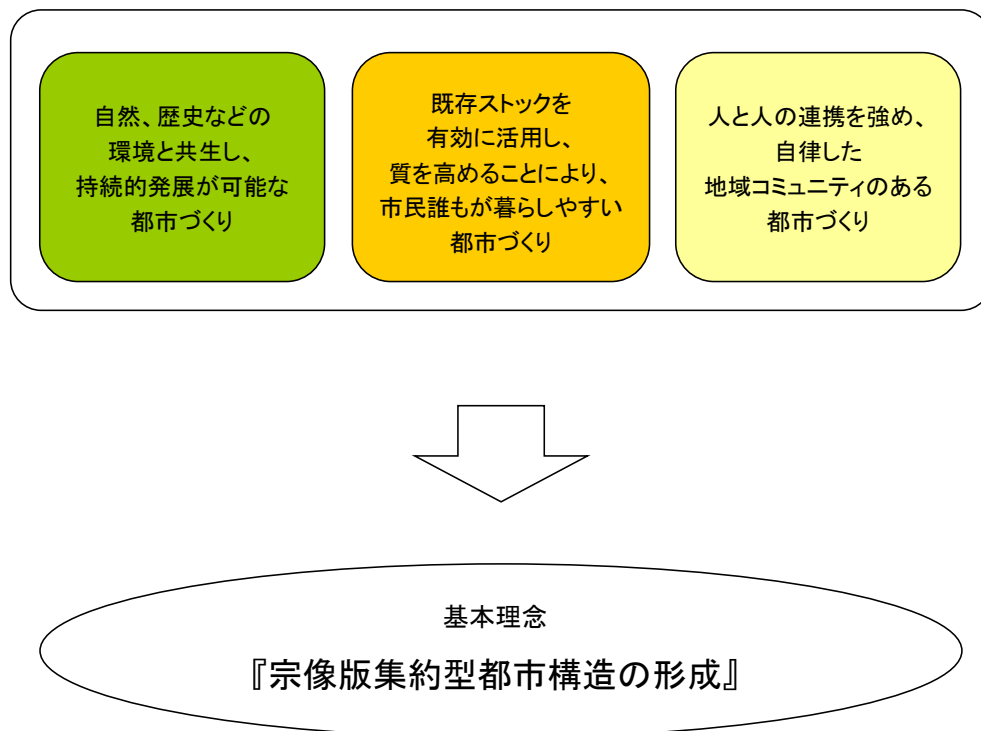 自然、歴史などの
環境と共生し、
持続的発展が可能な
都市づくり
既存ストックを
有効に活用し、
質を高めることにより、
市民誰もが暮らしやすい
都市づくり
人と人の連携を強め、
自律した
地域コミュニティのある
都市づくり
基本理念
『宗像版集約型都市構造の形成』